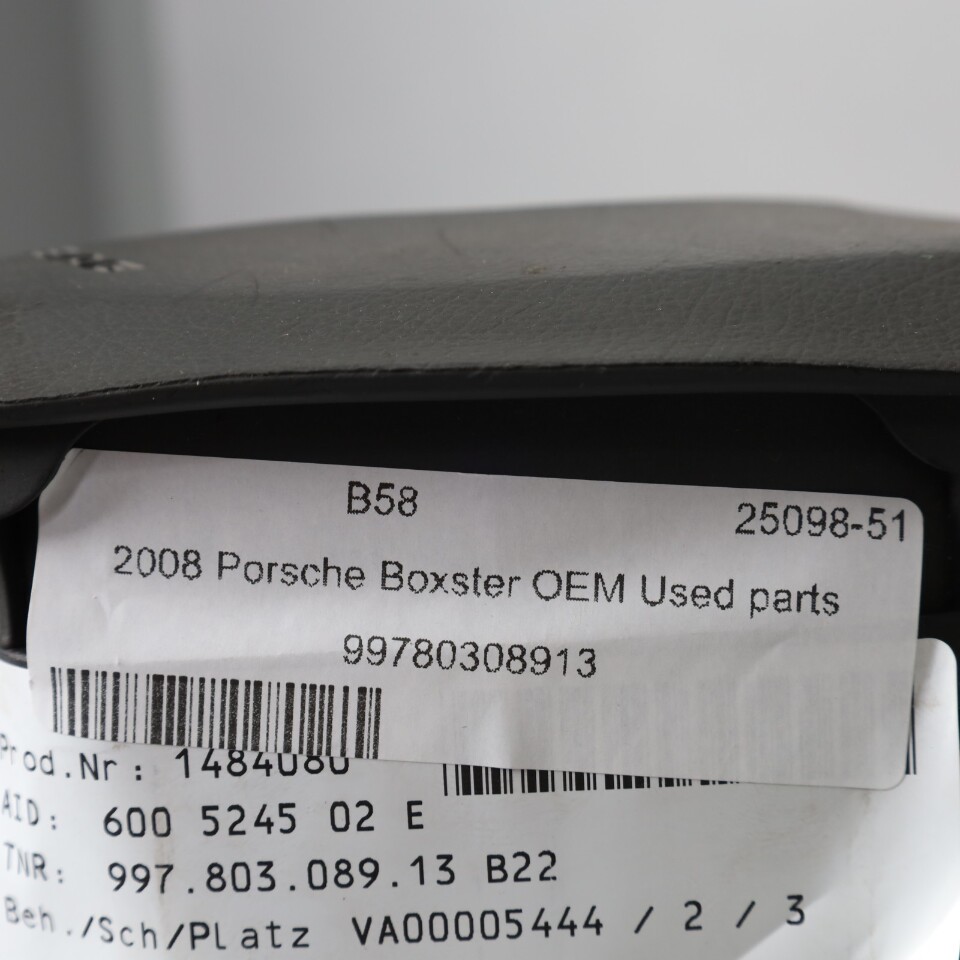 B58 25098-51
2008 Porsche Boxster OEM Used parts
99780308913
Prod.Nr: 1484080
AID: 600 5245 02 E
TNR: 997.803.089.13 B22
Beh./Sch/Platz VA00005444 / 2 / 3